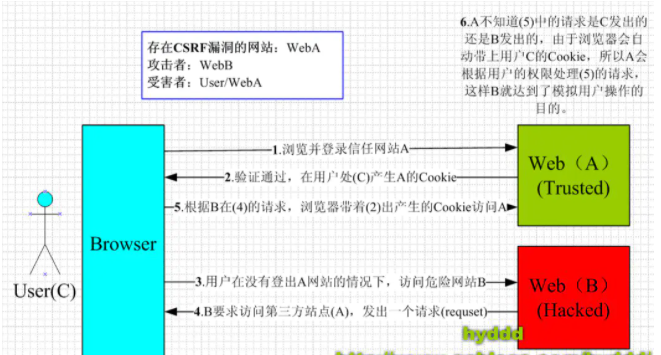 存在CSRF漏洞的网站：WebA
攻击者：WebB
受害者：User/WebA
6.A不知道(5)中的请求是C发出的
还是B发出的，由于浏览器会自
动带上用户C的Cookie，所以A会
根据用户的权限处理(5)的请求，
这样B就达到了模拟用户操作的
目的。
1.浏览并登录信任网站A
2.验证通过，在用户处(C)产生A的Cookie
5.根据B在(4)的请求，浏览器带着(2)出产生的Cookie访问A
Web（A）
(Trusted)
Browser
User(C)
3.用户在没有登出A网站的情况下，访问危险网站B
4.B要求访问第三方站点(A)，发出一个请求(requset)
Web（B）
(Hacked)
byddd